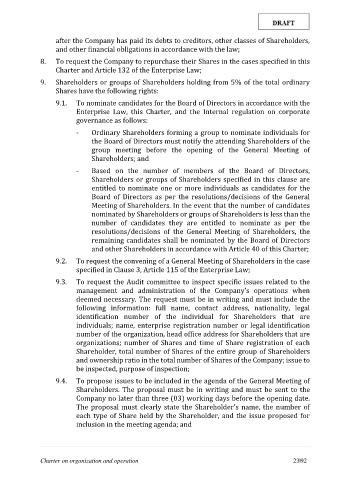 DRAFT
after the Company has paid its debts to creditors, other classes of Shareholders,
and other financial obligations in accordance with the law;
8. To request the Company to repurchase their Shares in the cases specified in this
Charter and Article 132 of the Enterprise Law;
9. Shareholders or groups of Shareholders holding from 5% of the total ordinary
Shares have the following rights:
9.1. To nominate candidates for the Board of Directors in accordance with the
Enterprise Law, this Charter, and the Internal regulation on corporate
governance as follows:
- Ordinary Shareholders forming a group to nominate individuals for
the Board of Directors must notify the attending Shareholders of the
group meeting before the opening of the General Meeting of
Shareholders; and
- Based on the number of members of the Board of Directors,
Shareholders or groups of Shareholders specified in this clause are
entitled to nominate one or more individuals as candidates for the
Board of Directors as per the resolutions/decisions of the General
Meeting of Shareholders. In the event that the number of candidates
nominated by Shareholders or groups of Shareholders is less than the
number of candidates they are entitled to nominate as per the
resolutions/decisions of the General Meeting of Shareholders, the
remaining candidates shall be nominated by the Board of Directors
and other Shareholders in accordance with Article 40 of this Charter;
9.2. To request the convening of a General Meeting of Shareholders in the case
specified in Clause 3, Article 115 of the Enterprise Law;
9.3. To request the Audit committee to inspect specific issues related to the
management and administration of the Company's operations when
deemed necessary. The request must be in writing and must include the
following information: full name, contact address, nationality, legal
identification number of the individual for Shareholders that are
individuals; name, enterprise registration number or legal identification
number of the organization, head office address for Shareholders that are
organizations; number of Shares and time of Share registration of each
Shareholder, total number of Shares of the entire group of Shareholders
and ownership ratio in the total number of Shares of the Company; issue to
be inspected, purpose of inspection;
9.4. To propose issues to be included in the agenda of the General Meeting of
Shareholders. The proposal must be in writing and must be sent to the
Company no later than three (03) working days before the opening date.
The proposal must clearly state the Shareholder's name, the number of
each type of Share held by the Shareholder, and the issue proposed for
inclusion in the meeting agenda; and
Charter on organization and operation 23/92